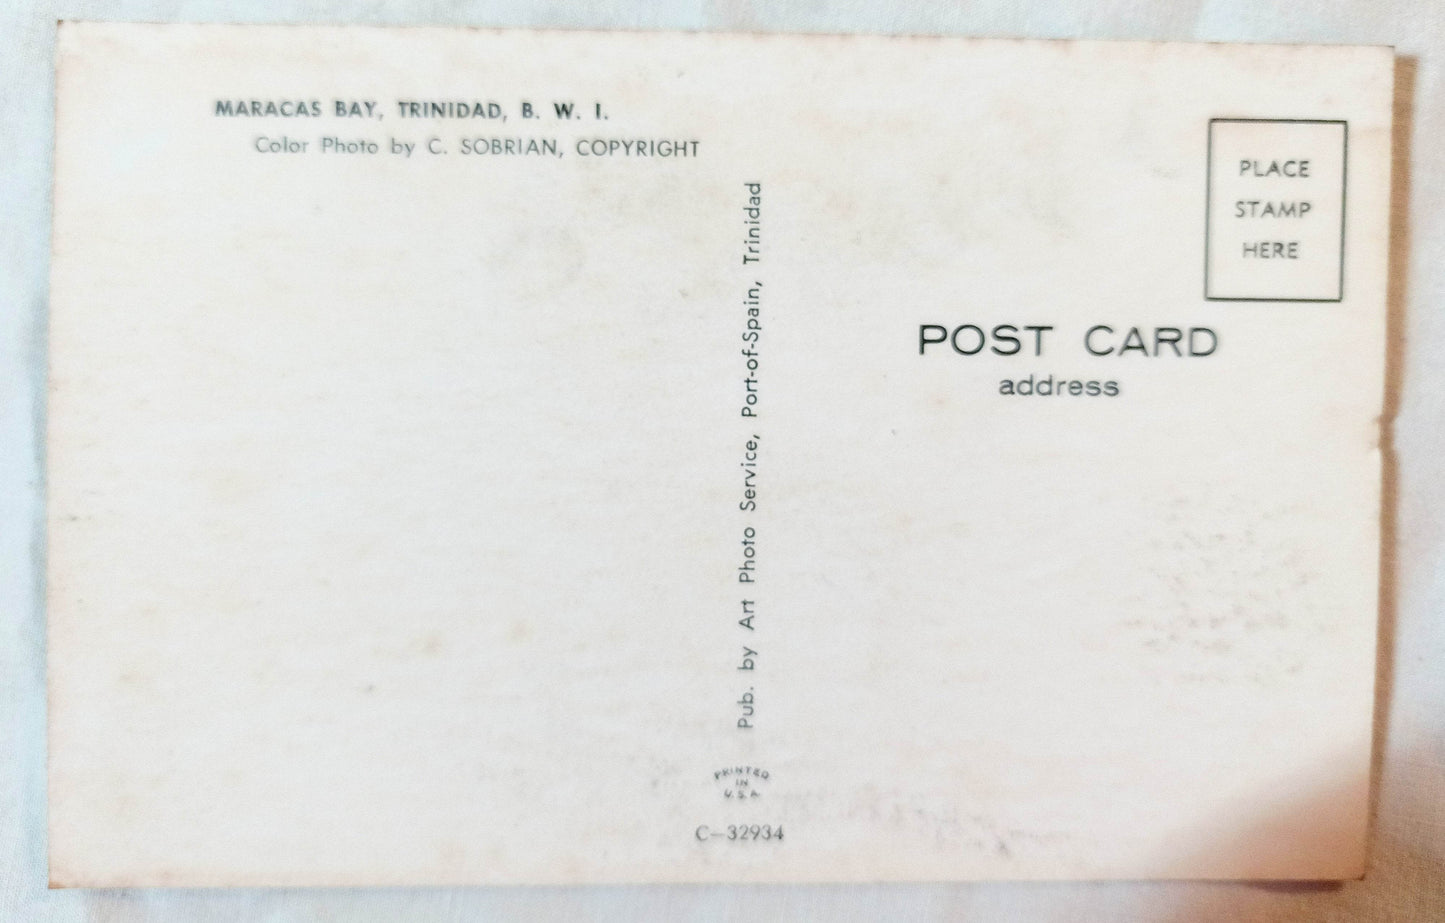 MARACAS BAY, TRINIDAD, B. W. I.
Color Photo by C. SOBRIAN, COPYRIGHT
Pub. by Art Photo Service, Port-of-Spain, Trinidad
PRINTED
IN
U.S.A.
C-32934
PLACE
STAMP
HERE
POST CARD
address